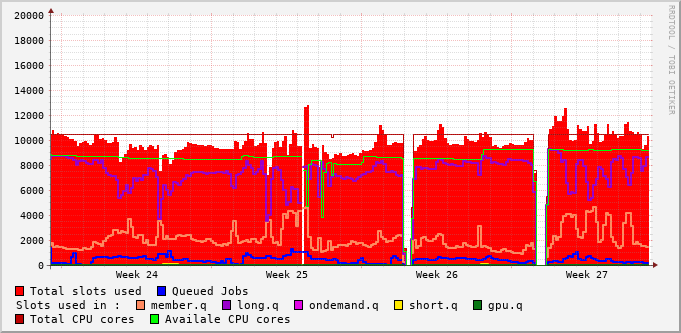 20000
18000
16000
14000
12000
10000
8000
6000
4000
2000
0
Week 24 Week 25 Week 26 Week 27
Total slots used Queued Jobs
Slots used in : member.q long.q ondemand.q short.q gpu.q
Total CPU cores Availale CPU cores
RRDTOOL / TOBI OETIKER